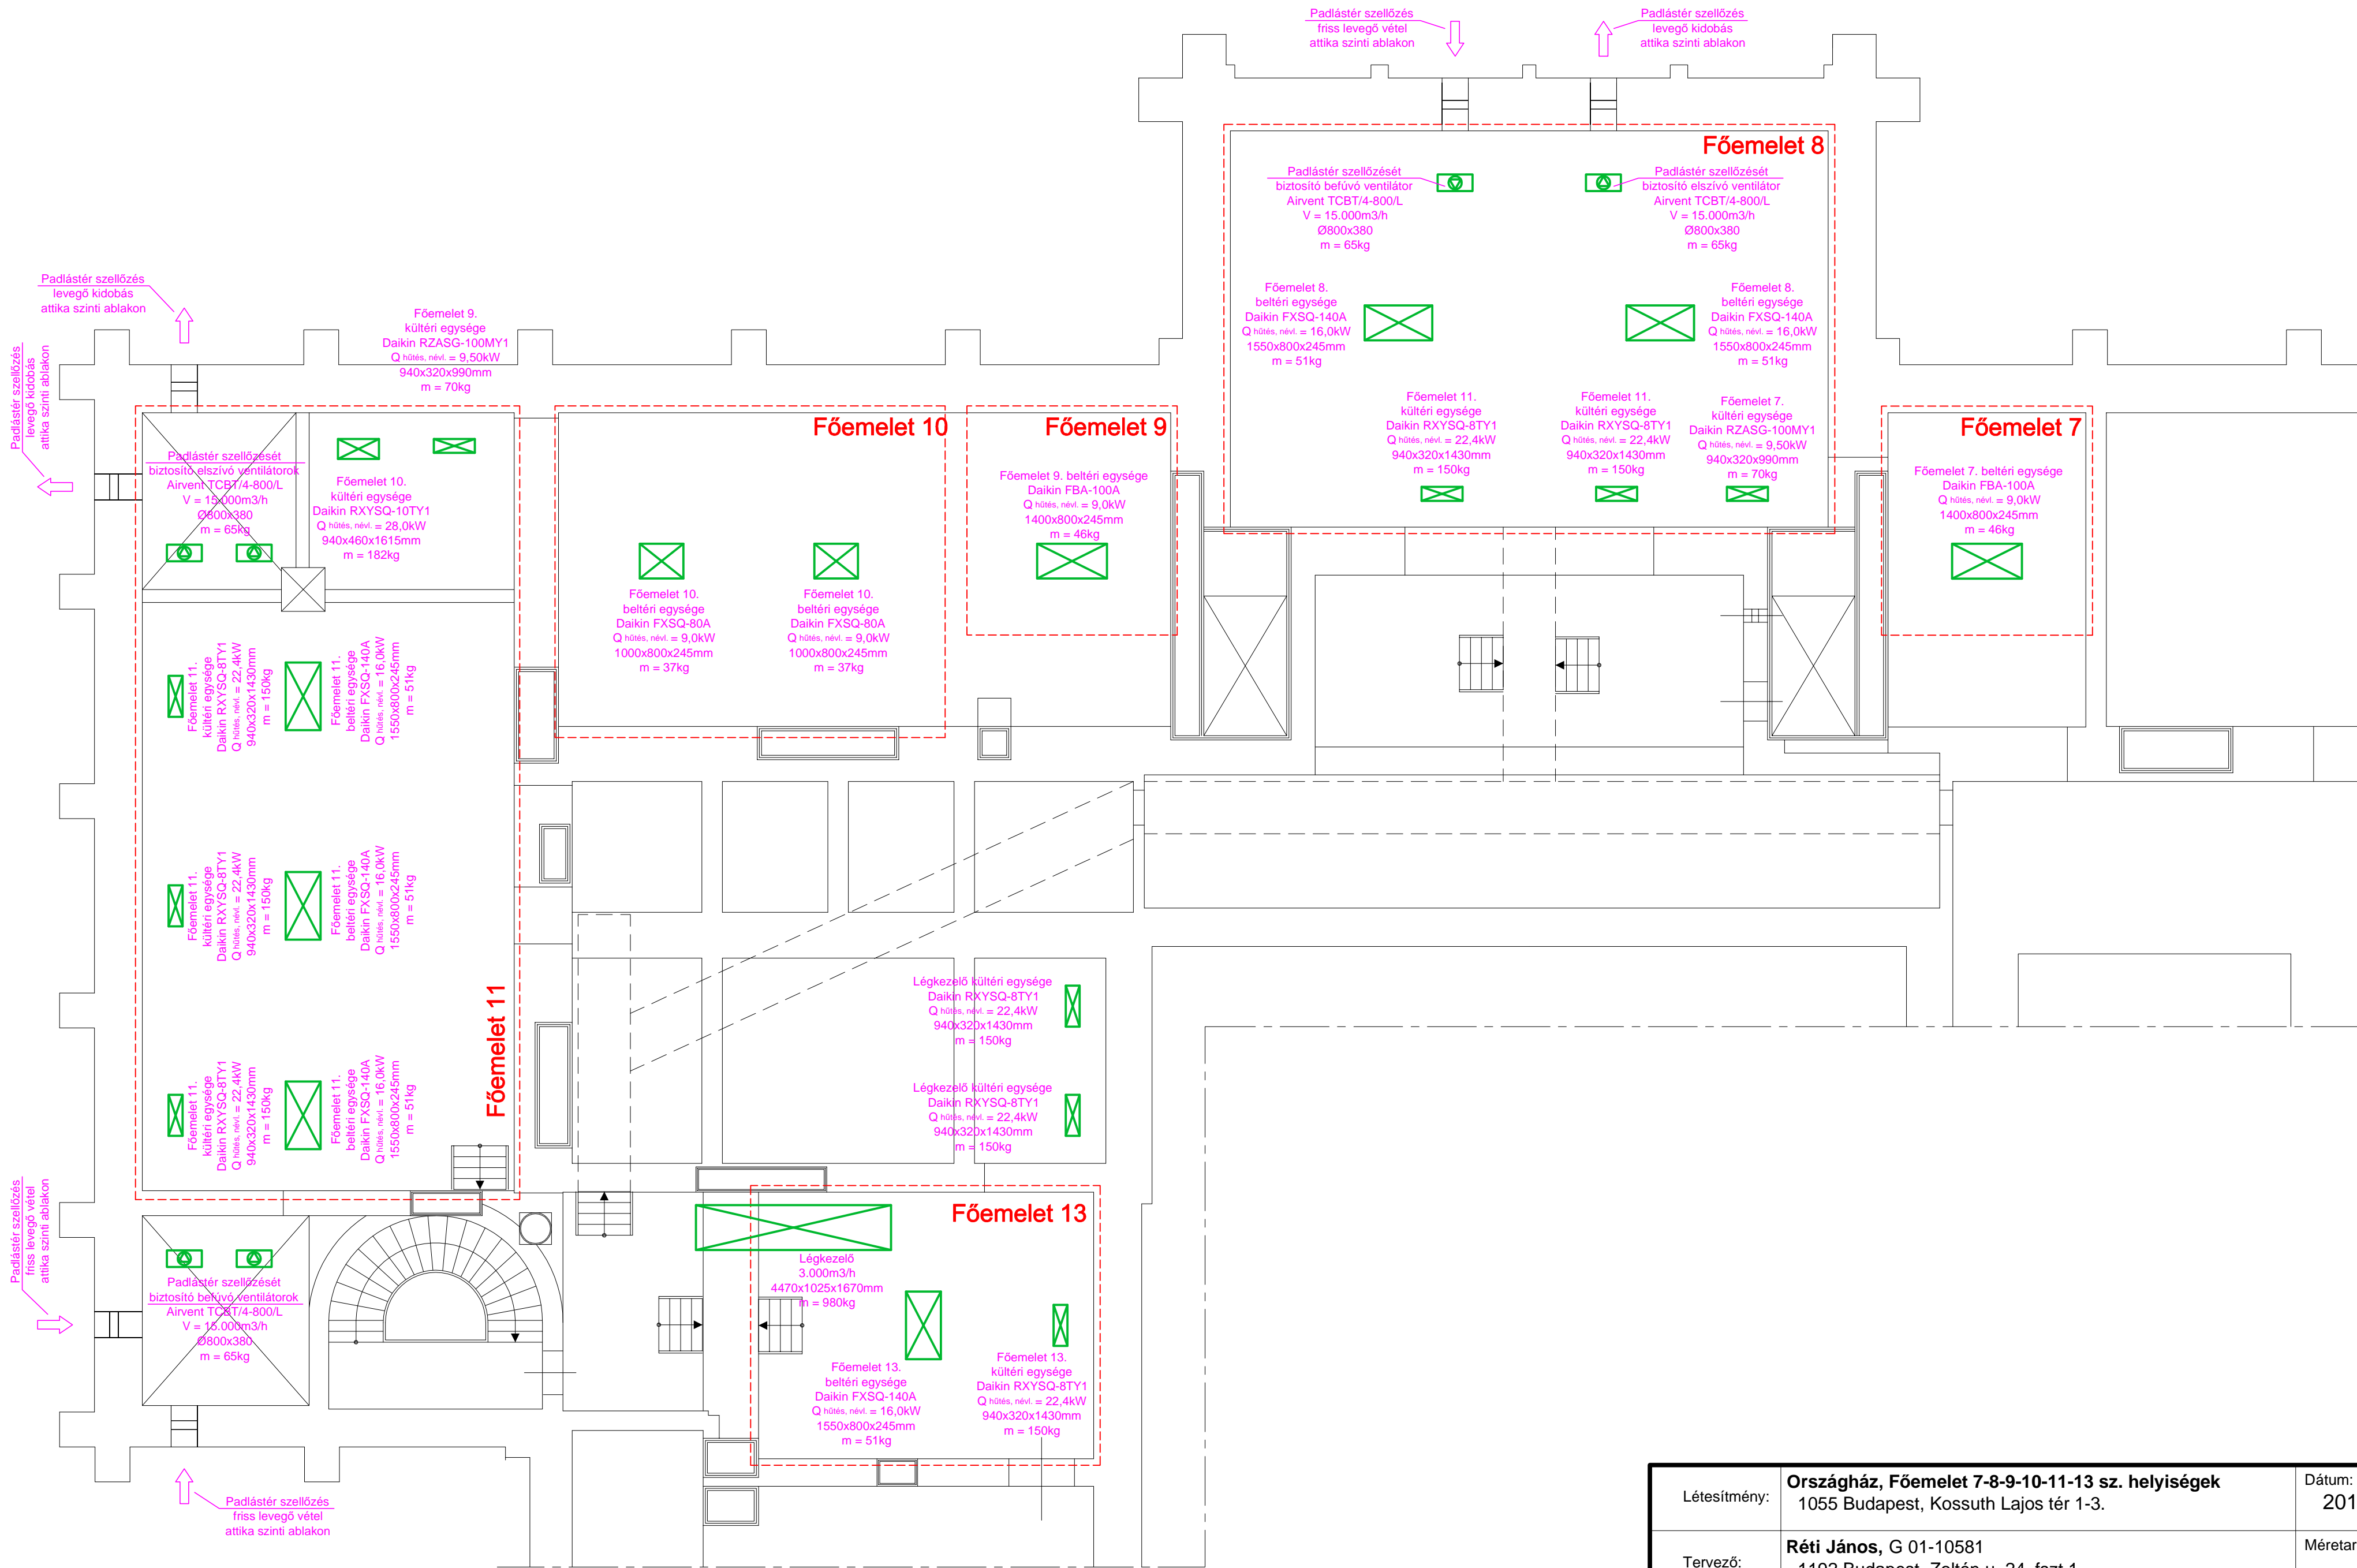 Padlástér szellőzés
friss levegő vétel
attika szinti ablakon
Padlástér szellőzés
levegő kidobás
attika szinti ablakon
Főemelet 8
Padlástér szellőzését
biztosító befúvó ventilátor
Airvent TCBT/4-800/L
V = 15.000m3/h
Ø800x380
m = 65kg
Padlástér szellőzését
biztosító elszívó ventilátor
Airvent TCBT/4-800/L
V = 15.000m3/h
Ø800x380
m = 65kg
Főemelet 8.
beltéri egysége
Daikin FXSQ-140A
Q hűtés, névl. = 16,0kW
1550x800x245mm
m = 51kg
Főemelet 8.
beltéri egysége
Daikin FXSQ-140A
Q hűtés, névl. = 16,0kW
1550x800x245mm
m = 51kg
Főemelet 11.
kültéri egysége
Daikin RXYSQ-8TY1
Q hűtés, névl. = 22,4kW
940x320x1430mm
m = 150kg
Főemelet 11.
kültéri egysége
Daikin RXYSQ-8TY1
Q hűtés, névl. = 22,4kW
940x320x1430mm
m = 150kg
Főemelet 7.
kültéri egysége
Daikin RZASG-100MY1
Q hűtés, névl. = 9,50kW
940x320x990mm
m = 70kg
Padlástér szellőzés
levegő kidobás
attika szinti ablakon
Padlástér szellőzés
levegő kidobás
attika szinti ablakon
Főemelet 9.
kültéri egysége
Daikin RZASG-100MY1
Q hűtés, névl. = 9,50kW
940x320x990mm
m = 70kg
Padlástér szellőzését
biztosító elszívó ventilátorok
Airvent TCBT/4-800/L
V = 15.000m3/h
Ø800x380
m = 65kg
Főemelet 10.
kültéri egysége
Daikin RXYSQ-10TY1
Q hűtés, névl. = 28,0kW
940x460x1615mm
m = 182kg
Főemelet 10
Főemelet 9
Főemelet 9. beltéri egysége
Daikin FBA-100A
Q hűtés, névl. = 9,0kW
1400x800x245mm
m = 46kg
Főemelet 7
Főemelet 7. beltéri egysége
Daikin FBA-100A
Q hűtés, névl. = 9,0kW
1400x800x245mm
m = 46kg
Főemelet 10.
beltéri egysége
Daikin FXSQ-80A
Q hűtés, névl. = 9,0kW
1000x800x245mm
m = 37kg
Főemelet 10.
beltéri egysége
Daikin FXSQ-80A
Q hűtés, névl. = 9,0kW
1000x800x245mm
m = 37kg
Főemelet 11.
kültéri egysége
Daikin RXYSQ-8TY1
Q hűtés, névl. = 22,4kW
940x320x1430mm
m = 150kg
Főemelet 11.
beltéri egysége
Daikin FXSQ-140A
Q hűtés, névl. = 16,0kW
1550x800x245mm
m = 51kg
Főemelet 11.
kültéri egysége
Daikin RXYSQ-8TY1
Q hűtés, névl. = 22,4kW
940x320x1430mm
m = 150kg
Főemelet 11.
beltéri egysége
Daikin FXSQ-140A
Q hűtés, névl. = 16,0kW
1550x800x245mm
m = 51kg
Főemelet 11
Főemelet 11.
kültéri egysége
Daikin RXYSQ-8TY1
Q hűtés, névl. = 22,4kW
940x320x1430mm
m = 150kg
Főemelet 11.
beltéri egysége
Daikin FXSQ-140A
Q hűtés, névl. = 16,0kW
1550x800x245mm
m = 51kg
Légkezelő kültéri egysége
Daikin RXYSQ-8TY1
Q hűtés, névl. = 22,4kW
940x320x1430mm
m = 150kg
Légkezelő kültéri egysége
Daikin RXYSQ-8TY1
Q hűtés, névl. = 22,4kW
940x320x1430mm
m = 150kg
Padlástér szellőzés
friss levegő vétel
attika szinti ablakon
Padlástér szellőzését
biztosító befúvó ventilátorok
Airvent TCBT/4-800/L
V = 15.000m3/h
Ø800x380
m = 65kg
Főemelet 13
Légkezelő
3.000m3/h
4470x1025x1670mm
m = 980kg
Főemelet 13.
beltéri egysége
Daikin FXSQ-140A
Q hűtés, névl. = 16,0kW
1550x800x245mm
m = 51kg
Főemelet 13.
kültéri egysége
Daikin RXYSQ-8TY1
Q hűtés, névl. = 22,4kW
940x320x1430mm
m = 150kg
Padlástér szellőzés
friss levegő vétel
attika szinti ablakon
Létesítmény:
Országház, Főemelet 7-8-9-10-11-13 sz. helyiségek
1055 Budapest, Kossuth Lajos tér 1-3.
Dátum:
201
Tervező:
Réti János, G 01-10581
1102 Budapest, Zoltán u. 24. fszt.1.
Méretar